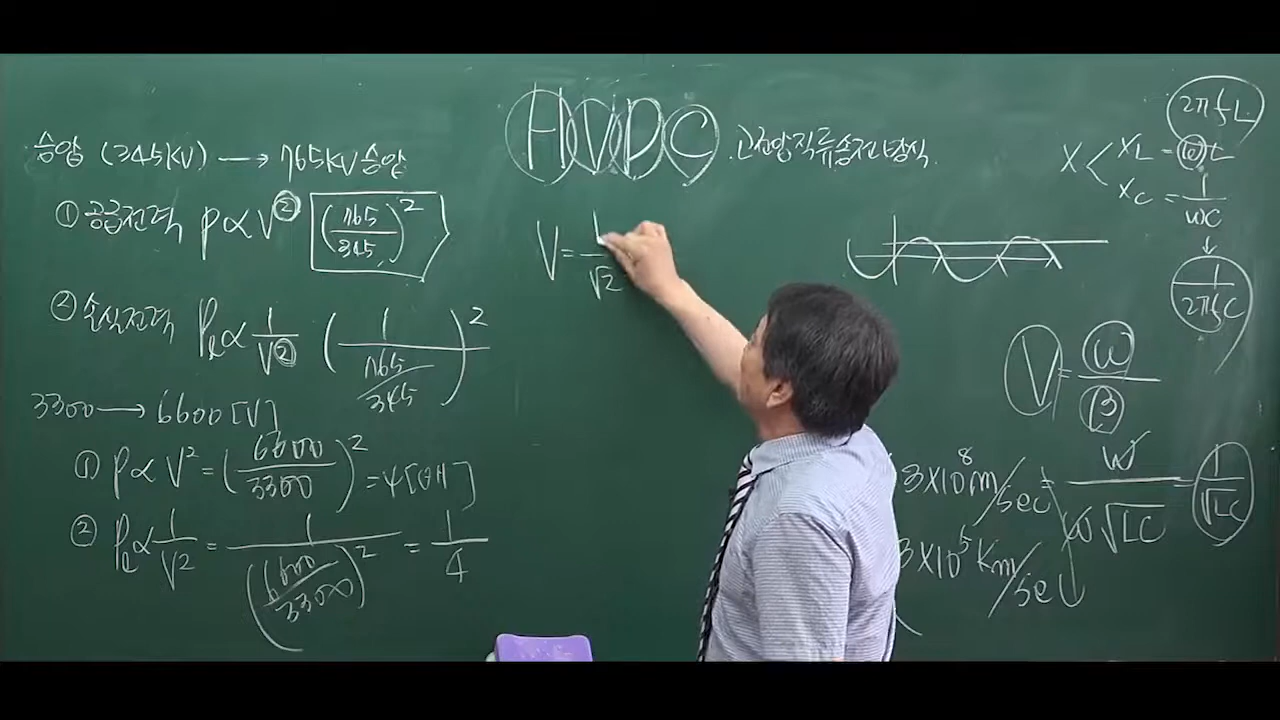 승압 (345KV) → 765KV 승압
① 공급전력 P∝V² (765/345)²
② 손실전력 Pℓ∝1/V² (1/(765/345))²
3300 → 6600[V]
① P∝V² = (6600/3300)² = 4[배]
② Pℓ∝1/V² = 1/(6600/3300)² = 1/4
HVDC 고전압직류송전방식.
V = 1/√2
X < X_L = ωL
2πfL
X_C = 1/ωC
↓
1/2πfC
V = ω/β
3×10⁸ m/sec = ω/ω√LC = 1/√LC
3×10⁵ Km/sec